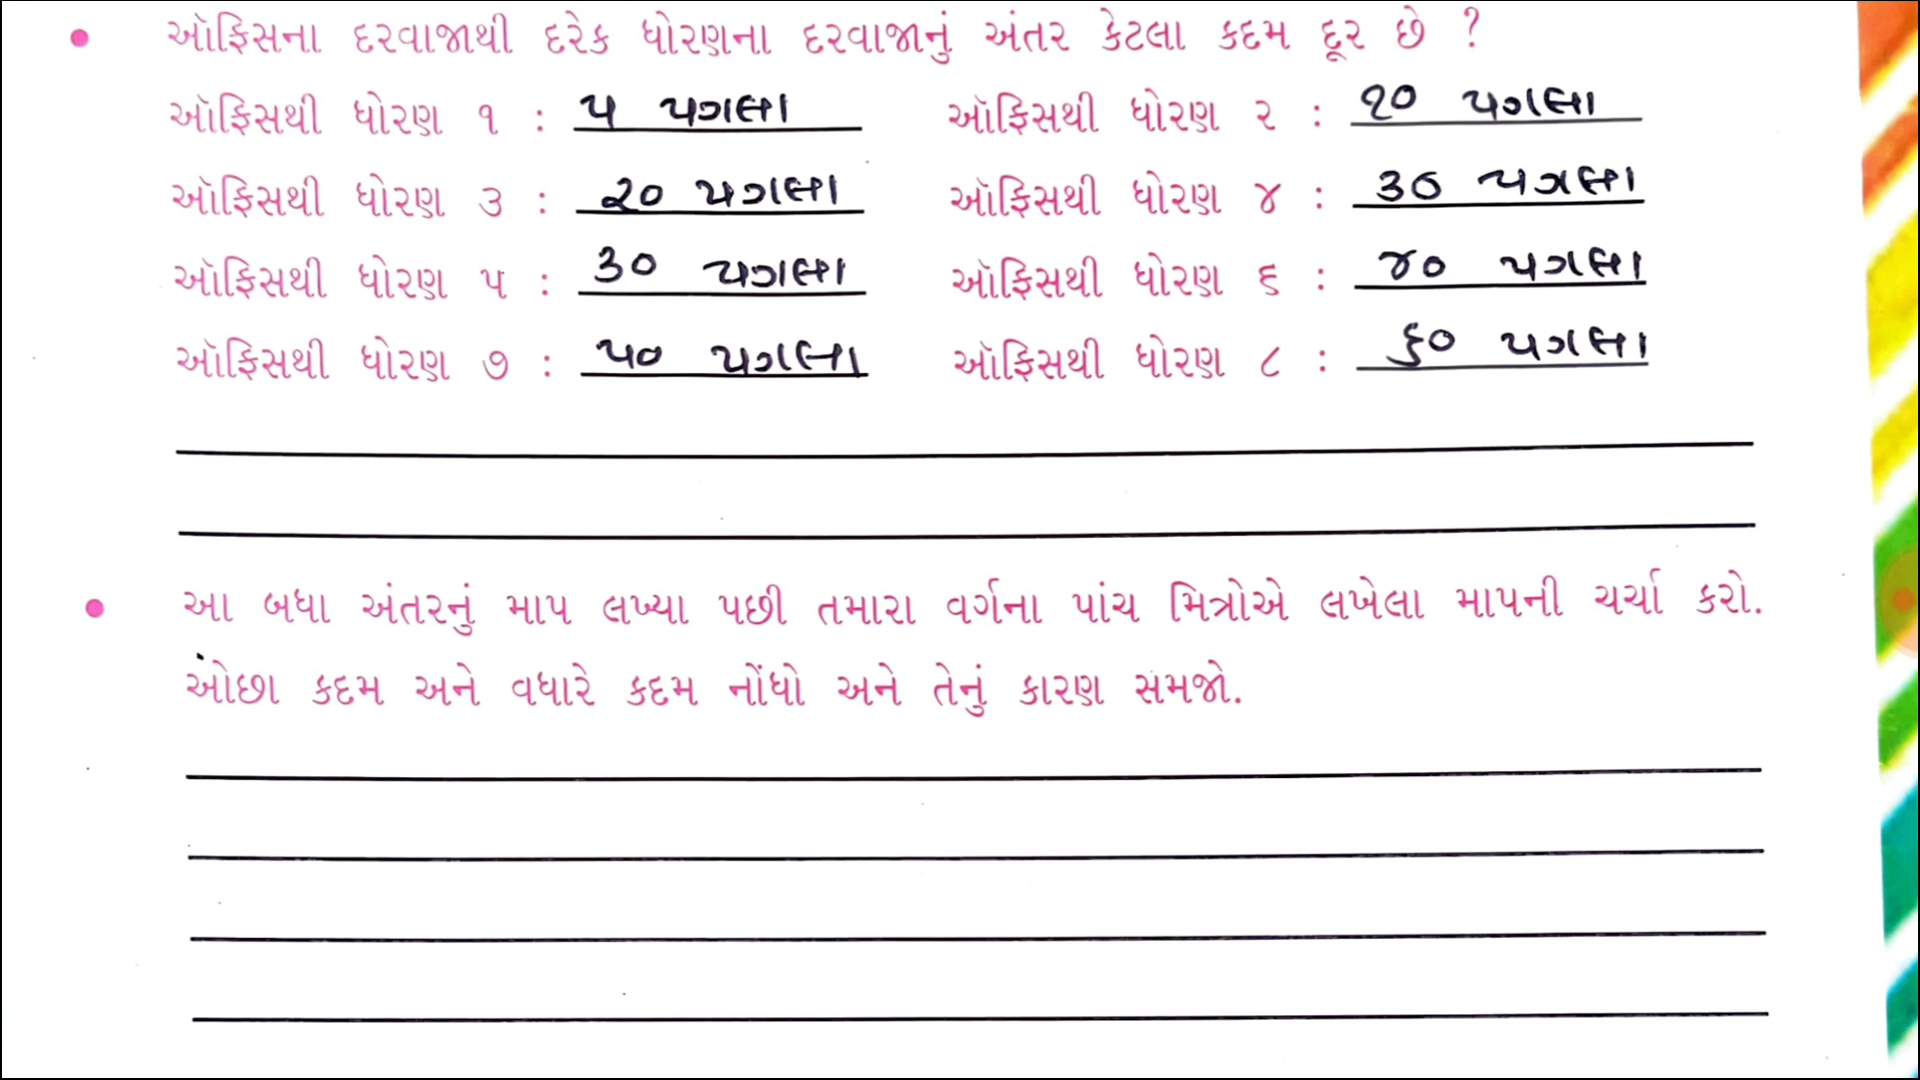 • ઑફિસના દરવાજાથી દરેક ધોરણના દરવાજાનું અંતર કેટલા કદમ દૂર છે ?
ઑફિસથી ધોરણ ૧ : ૫ પગલા ઑફિસથી ધોરણ ૨ : ૧૦ પગલા
ઑફિસથી ધોરણ ૩ : ૨૦ પગલા ઑફિસથી ધોરણ ૪ : ૩૦ પગલા
ઑફિસથી ધોરણ ૫ : ૩૦ પગલા ઑફિસથી ધોરણ ૬ : ૪૦ પગલા
ઑફિસથી ધોરણ ૭ : ૫૦ પગલા ઑફિસથી ધોરણ ૮ : ૬૦ પગલા
• આ બધા અંતરનું માપ લખ્યા પછી તમારા વર્ગના પાંચ મિત્રોએ લખેલા માપની ચર્ચા કરો.
ઓછા કદમ અને વધારે કદમ નોંધો અને તેનું કારણ સમજો.